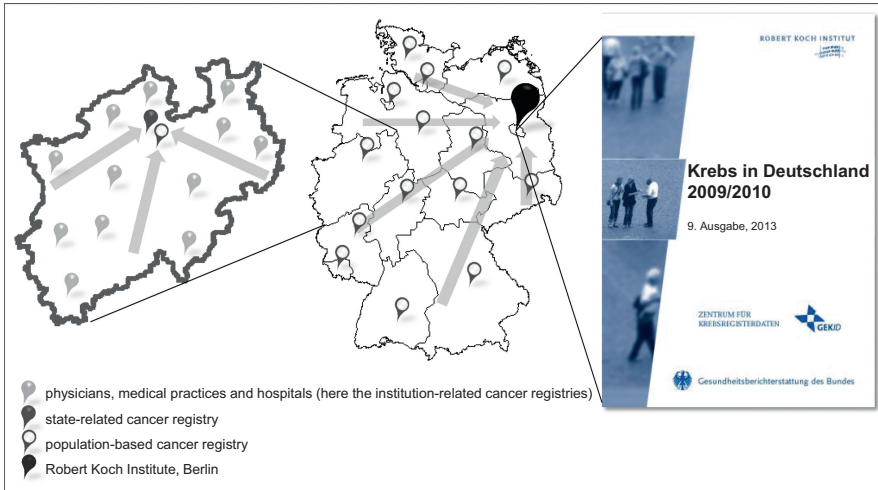 ROBERT KOCH INSTITUT
Krebs in Deutschland
2009/2010
9. Ausgabe, 2013
ZENTRUM FÜR
KREBSREGISTERDATEN
GEKID
Gesundheitsberichterstattung des Bundes
physicians, medical practices and hospitals (here the institution-related cancer registries)
state-related cancer registry
population-based cancer registry
Robert Koch Institute, Berlin